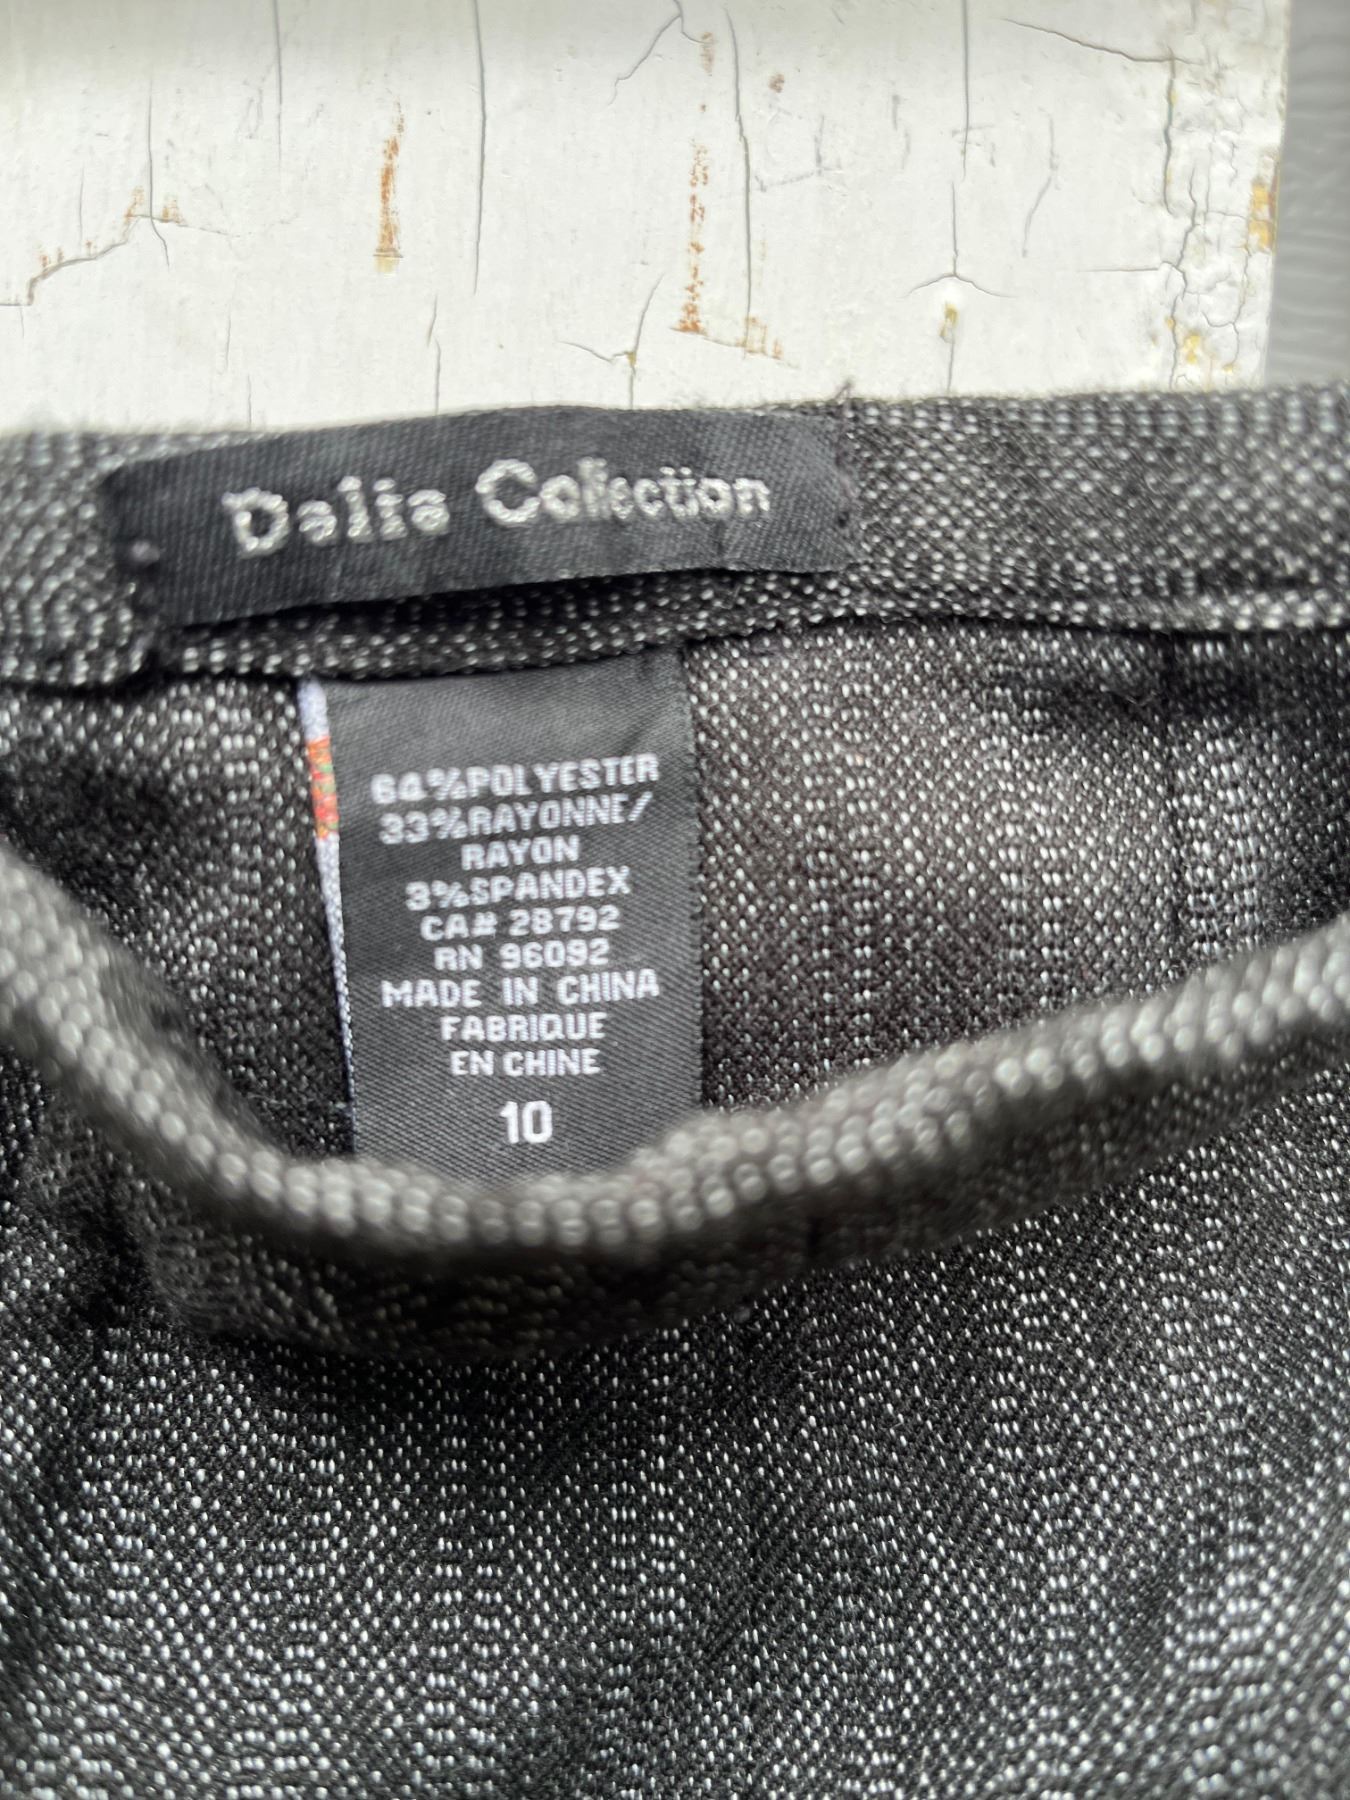 Dalia Collection
64%POLYESTER
33%RAYONNE/
RAYON
3%SPANDEX
CA# 28792
RN 96092
MADE IN CHINA
FABRIQUE
EN CHINE
10